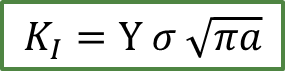 K_I = Υ σ √πa